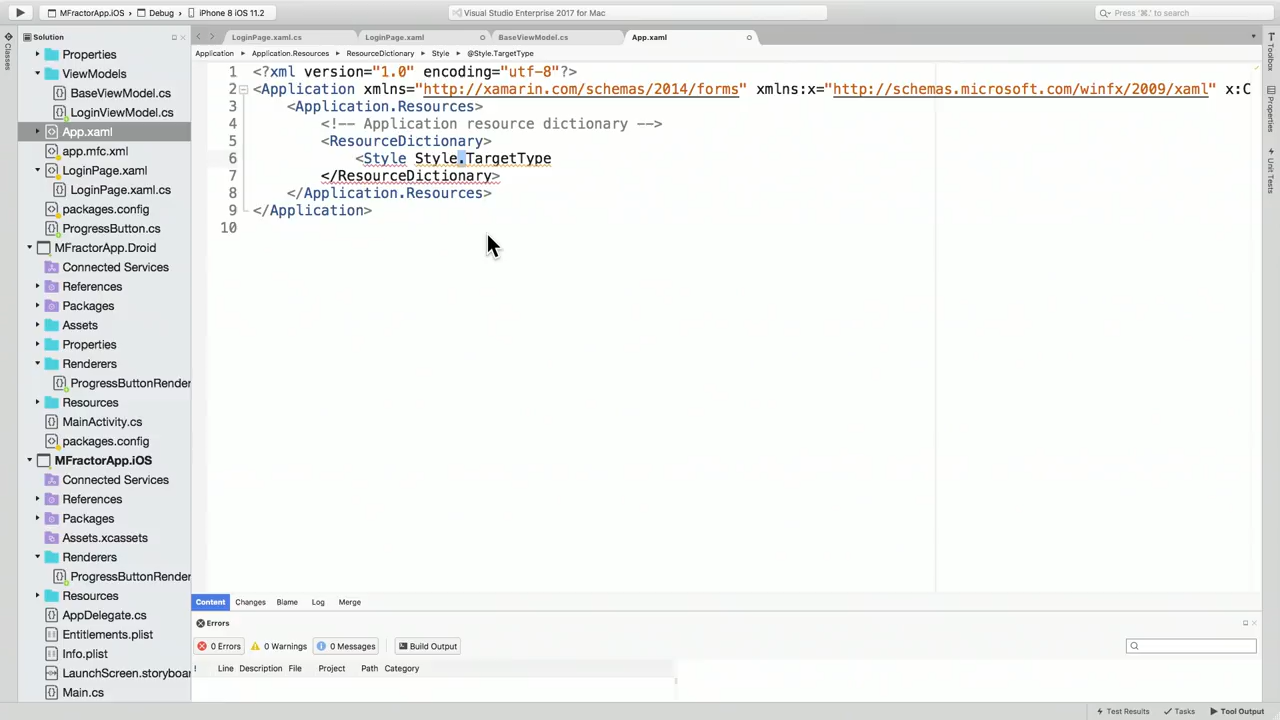 MFractorApp.iOS
Debug
iPhone 8 iOS 11.2
Visual Studio Enterprise 2017 for Mac
Press '⌘.' to search
Solution
LoginPage.xaml.cs
LoginPage.xaml
BaseViewModel.cs
App.xaml
Application
Application.Resources
ResourceDictionary
Style
@Style.TargetType
Classes
Toolbox
Properties
Unit Tests
Properties
ViewModels
BaseViewModel.cs
LoginViewModel.cs
App.xaml
app.mfc.xml
LoginPage.xaml
LoginPage.xaml.cs
packages.config
ProgressButton.cs
MFractorApp.Droid
Connected Services
References
Packages
Assets
Properties
Renderers
ProgressButtonRender
Resources
MainActivity.cs
packages.config
MFractorApp.iOS
Connected Services
References
Packages
Assets.xcassets
Renderers
ProgressButtonRender
Resources
AppDelegate.cs
Entitlements.plist
Info.plist
LaunchScreen.storyboar
Main.cs
1 <?xml version="1.0" encoding="utf-8"?>
2 <Application xmlns="http://xamarin.com/schemas/2014/forms" xmlns:x="http://schemas.microsoft.com/winfx/2009/xaml" x:C
3 <Application.Resources>
4 <!-- Application resource dictionary -->
5 <ResourceDictionary>
6 <Style Style.TargetType
7 </ResourceDictionary>
8 </Application.Resources>
9 </Application>
10
Content
Changes
Blame
Log
Merge
Errors
0 Errors
0 Warnings
0 Messages
Build Output
! Line Description File Project Path Category
Test Results
Tasks
Tool Output